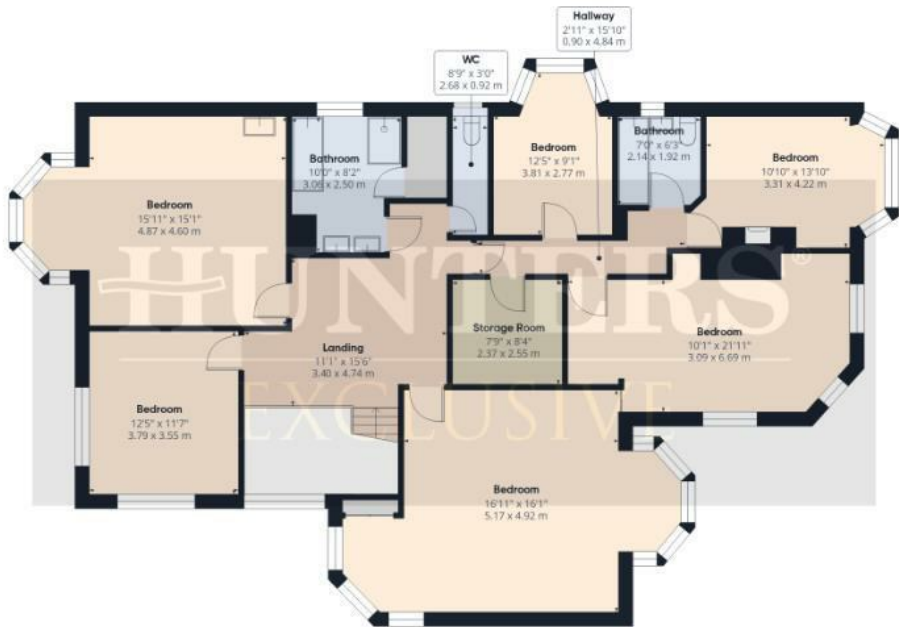 Hallway
2'11" x 15'10"
0.90 x 4.84 m
WC
8'9" x 3'0"
2.68 x 0.92 m
Bathroom
10'0" x 8'2"
3.06 x 2.50 m
Bedroom
12'5" x 9'1"
3.81 x 2.77 m
Bathroom
7'0" x 6'3"
2.14 x 1.92 m
Bedroom
10'10" x 13'10"
3.31 x 4.22 m
Bedroom
15'11" x 15'1"
4.87 x 4.60 m
HUNTERS®
EXCLUSIVE
Storage Room
7'9" x 8'4"
2.37 x 2.55 m
Bedroom
10'1" x 21'11"
3.09 x 6.69 m
Landing
11'1" x 15'6"
3.40 x 4.74 m
Bedroom
12'5" x 11'7"
3.79 x 3.55 m
Bedroom
16'11" x 16'1"
5.17 x 4.92 m